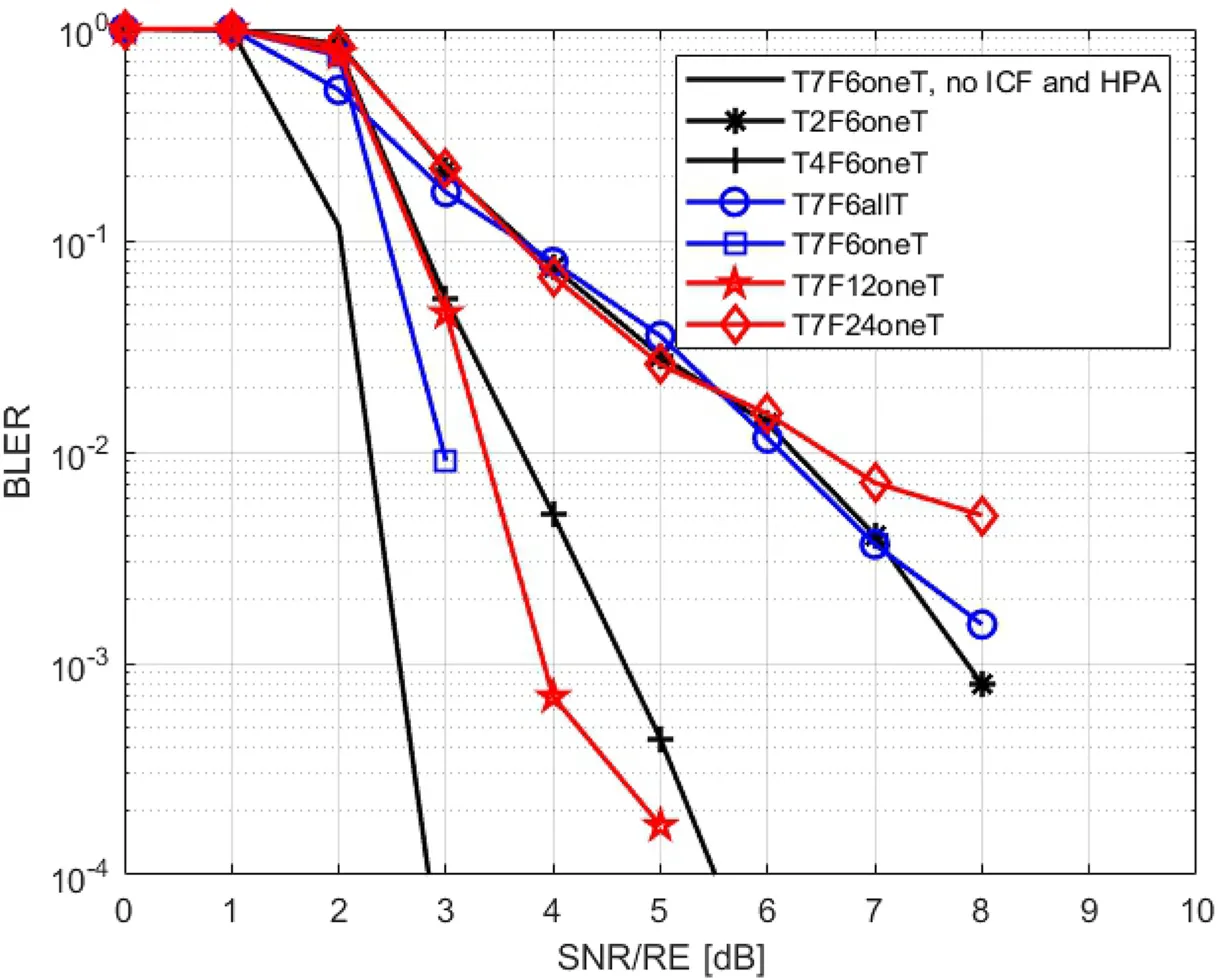 10^0
10^-1
10^-2
10^-3
10^-4
BLER
T7F6oneT, no ICF and HPA
T2F6oneT
T4F6oneT
T7F6allT
T7F6oneT
T7F12oneT
T7F24oneT
0 1 2 3 4 5 6 7 8 9 10
SNR/RE [dB]